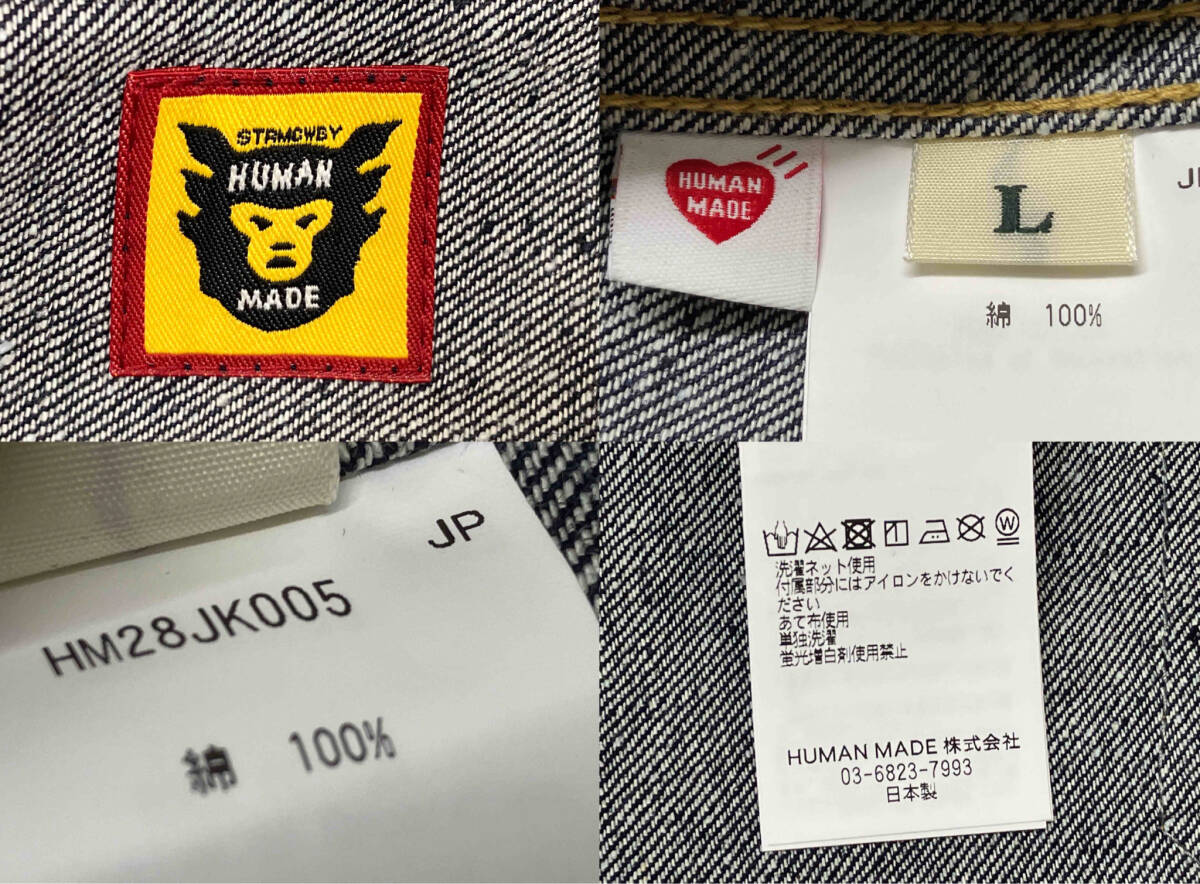 STRMCWBY
HUMAN
MADE
HUMAN
MADE
L
綿 100%
JP
HM28JK005
綿 100%
W
洗濯ネット使用
付属部分にはアイロンをかけないでく
ださい
あて布使用
単独洗濯
蛍光増白剤使用禁止
HUMAN MADE 株式会社
03-6823-7993
日本製